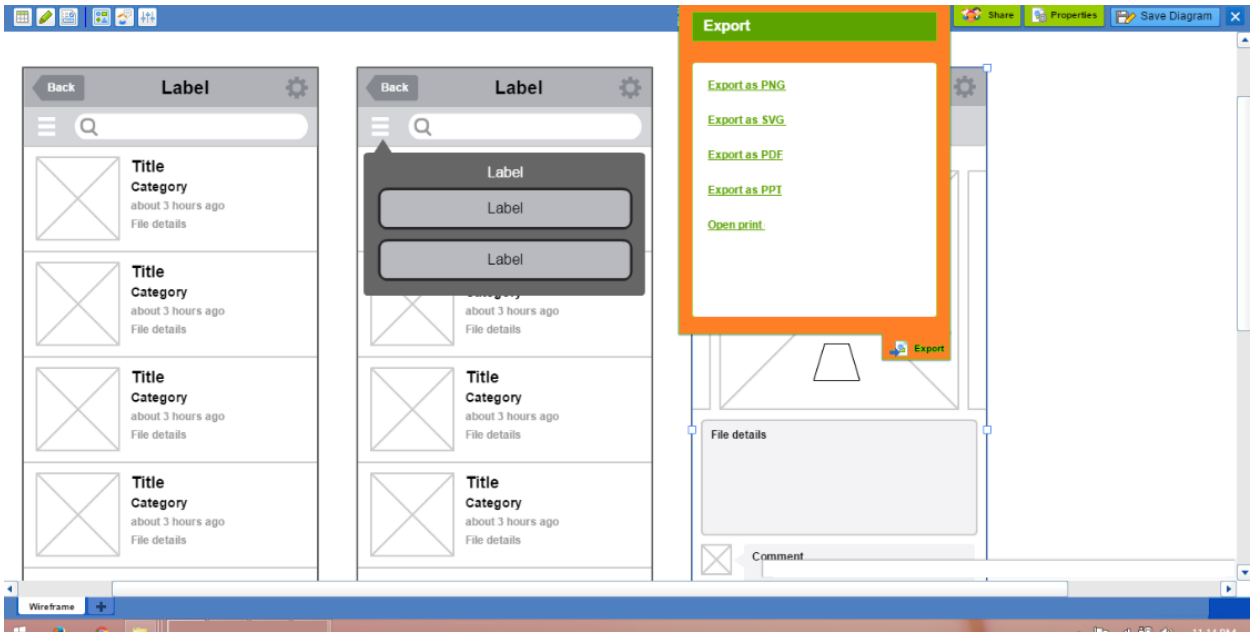 Share
Properties
Save Diagram
Export
Export as PNG
Export as SVG
Export as PDF
Export as PPT
Open print
Export
Back
Label
Title
Category
about 3 hours ago
File details
Title
Category
about 3 hours ago
File details
Title
Category
about 3 hours ago
File details
Title
Category
about 3 hours ago
File details
Back
Label
Label
Label
Label
Category
about 3 hours ago
File details
Title
Category
about 3 hours ago
File details
Title
Category
about 3 hours ago
File details
File details
Comment
Wireframe
11:14 PM